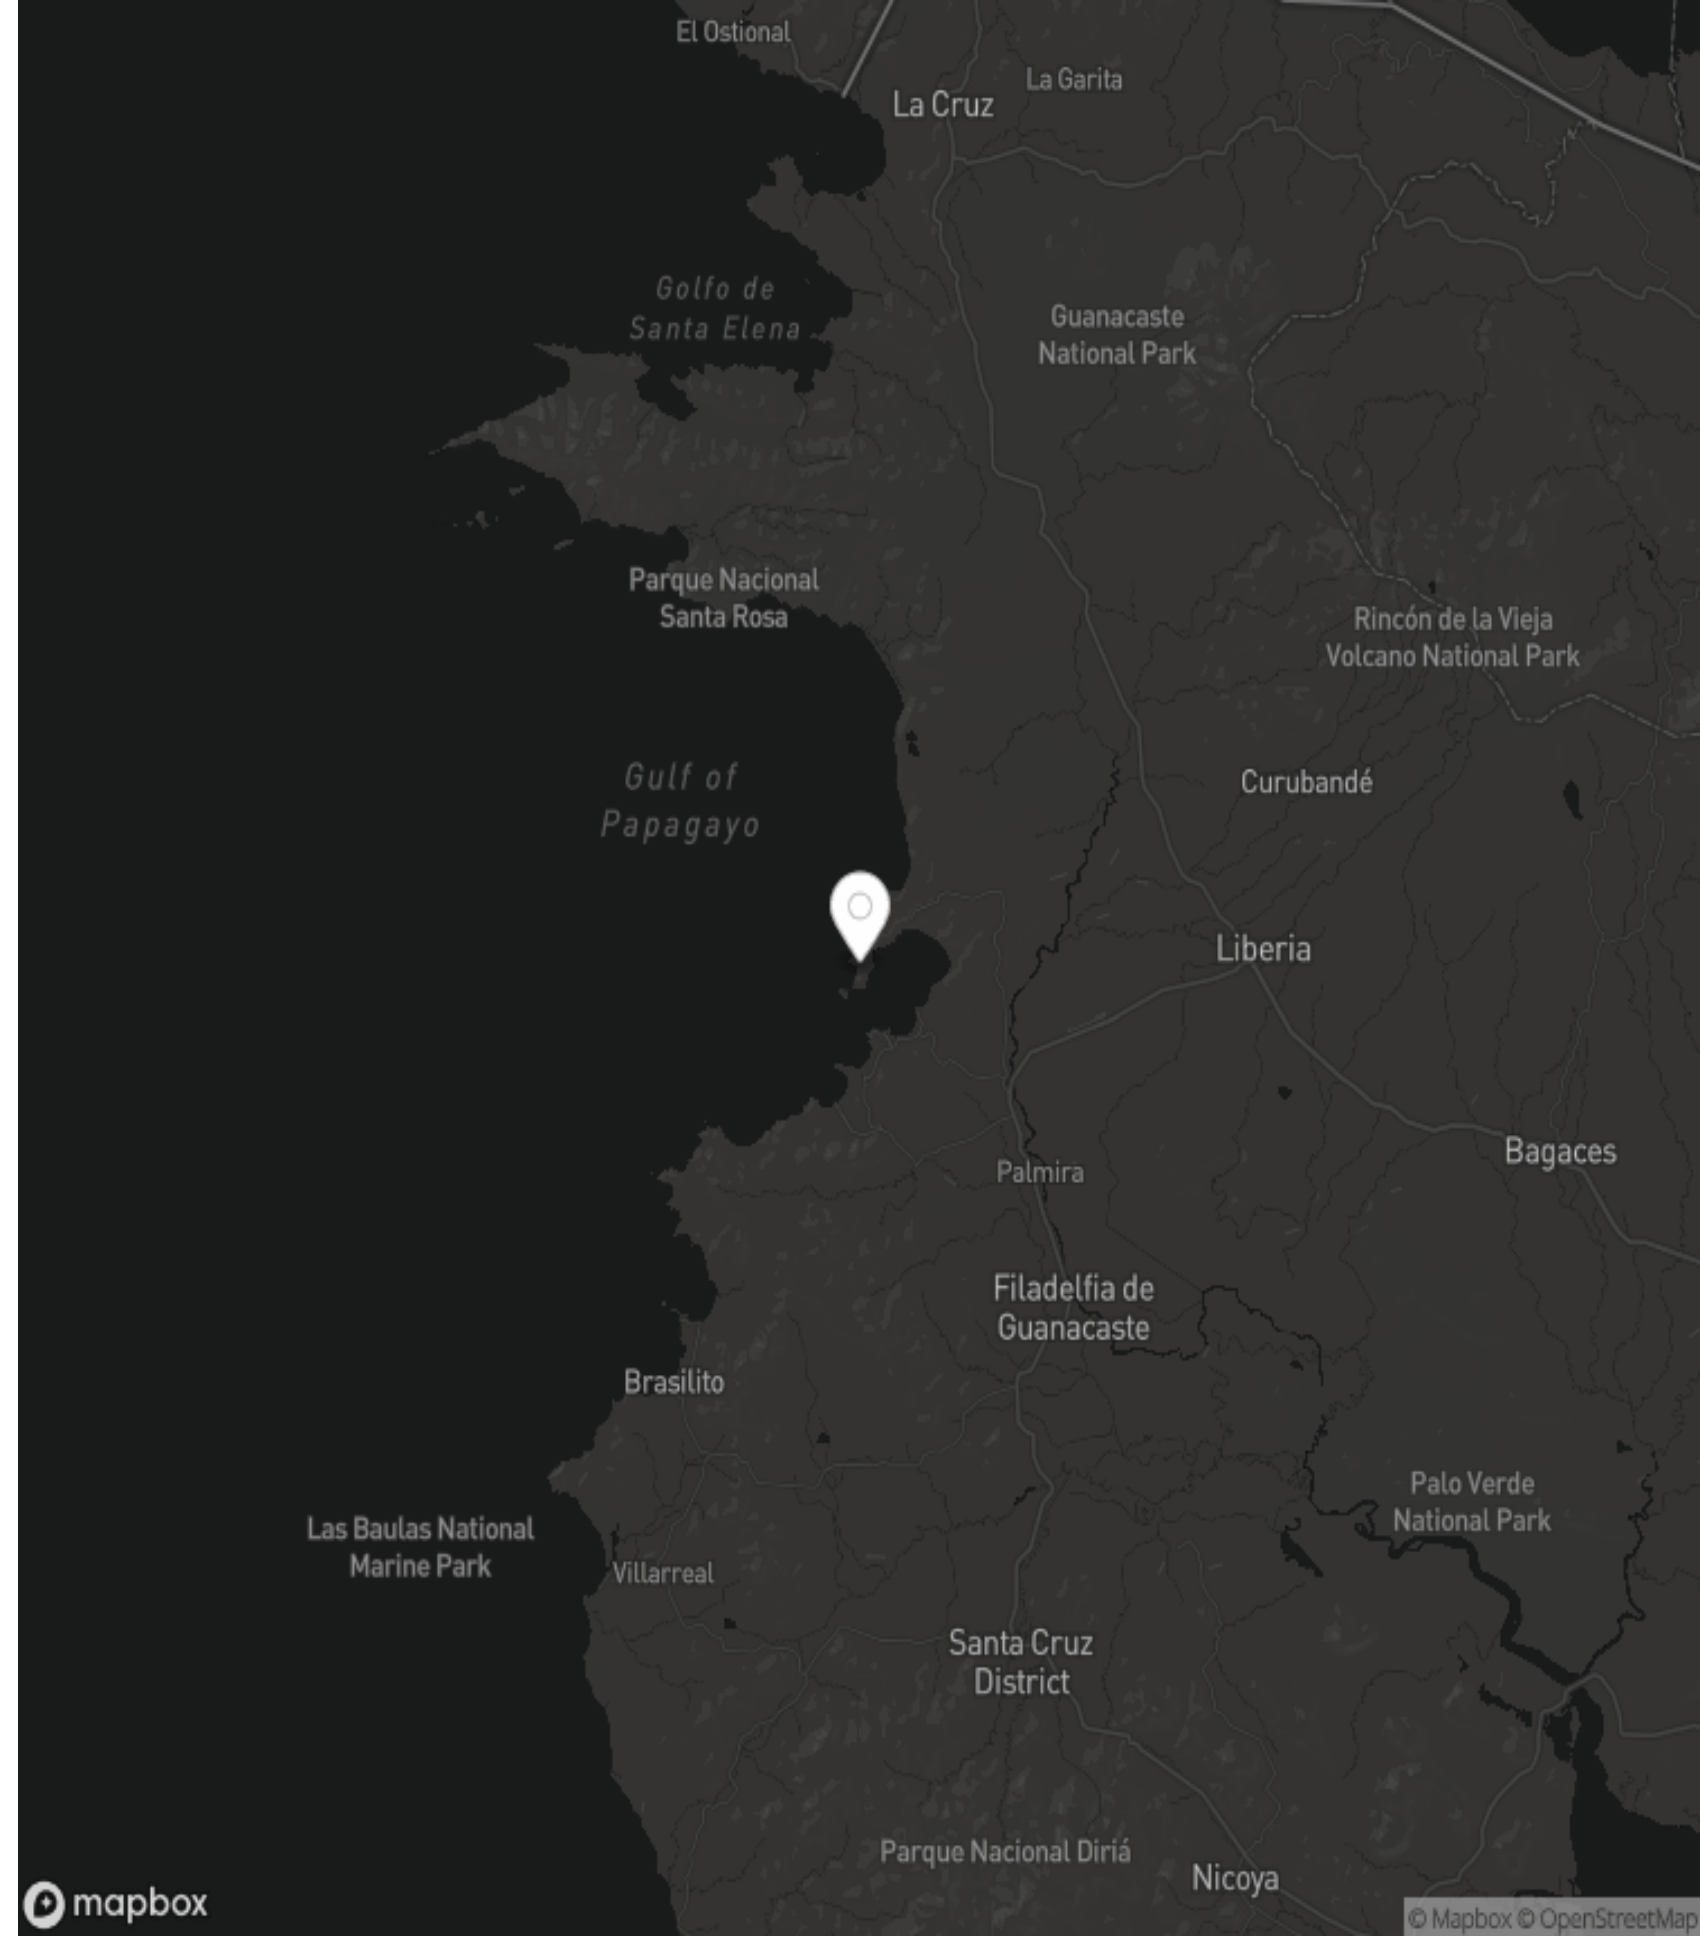 El Ostional
La Garita
La Cruz
Golfo de
Santa Elena
Guanacaste
National Park
Parque Nacional
Santa Rosa
Rincón de la Vieja
Volcano National Park
Gulf of
Papagayo
Curubandé
Liberia
Bagaces
Palmira
Filadelfia de
Guanacaste
Brasilito
Palo Verde
National Park
Las Baulas National
Marine Park
Villarreal
Santa Cruz
District
Parque Nacional Diriá
Nicoya
mapbox
© Mapbox © OpenStreetMap